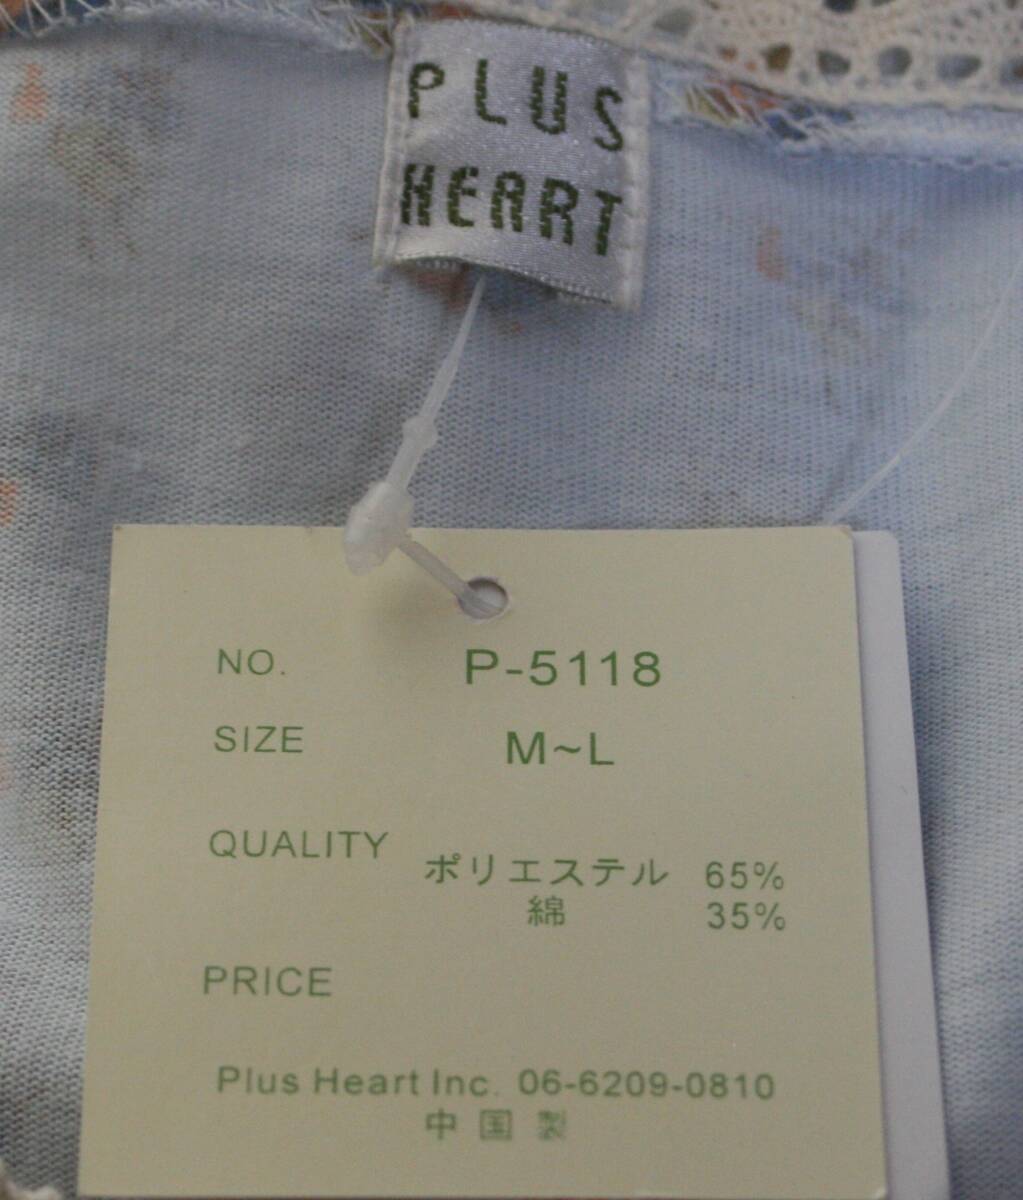 PLUS
HEART
NO. P-5118
SIZE M~L
QUALITY
ポリエステル 65%
綿 35%
PRICE
Plus Heart Inc. 06-6209-0810
中国製